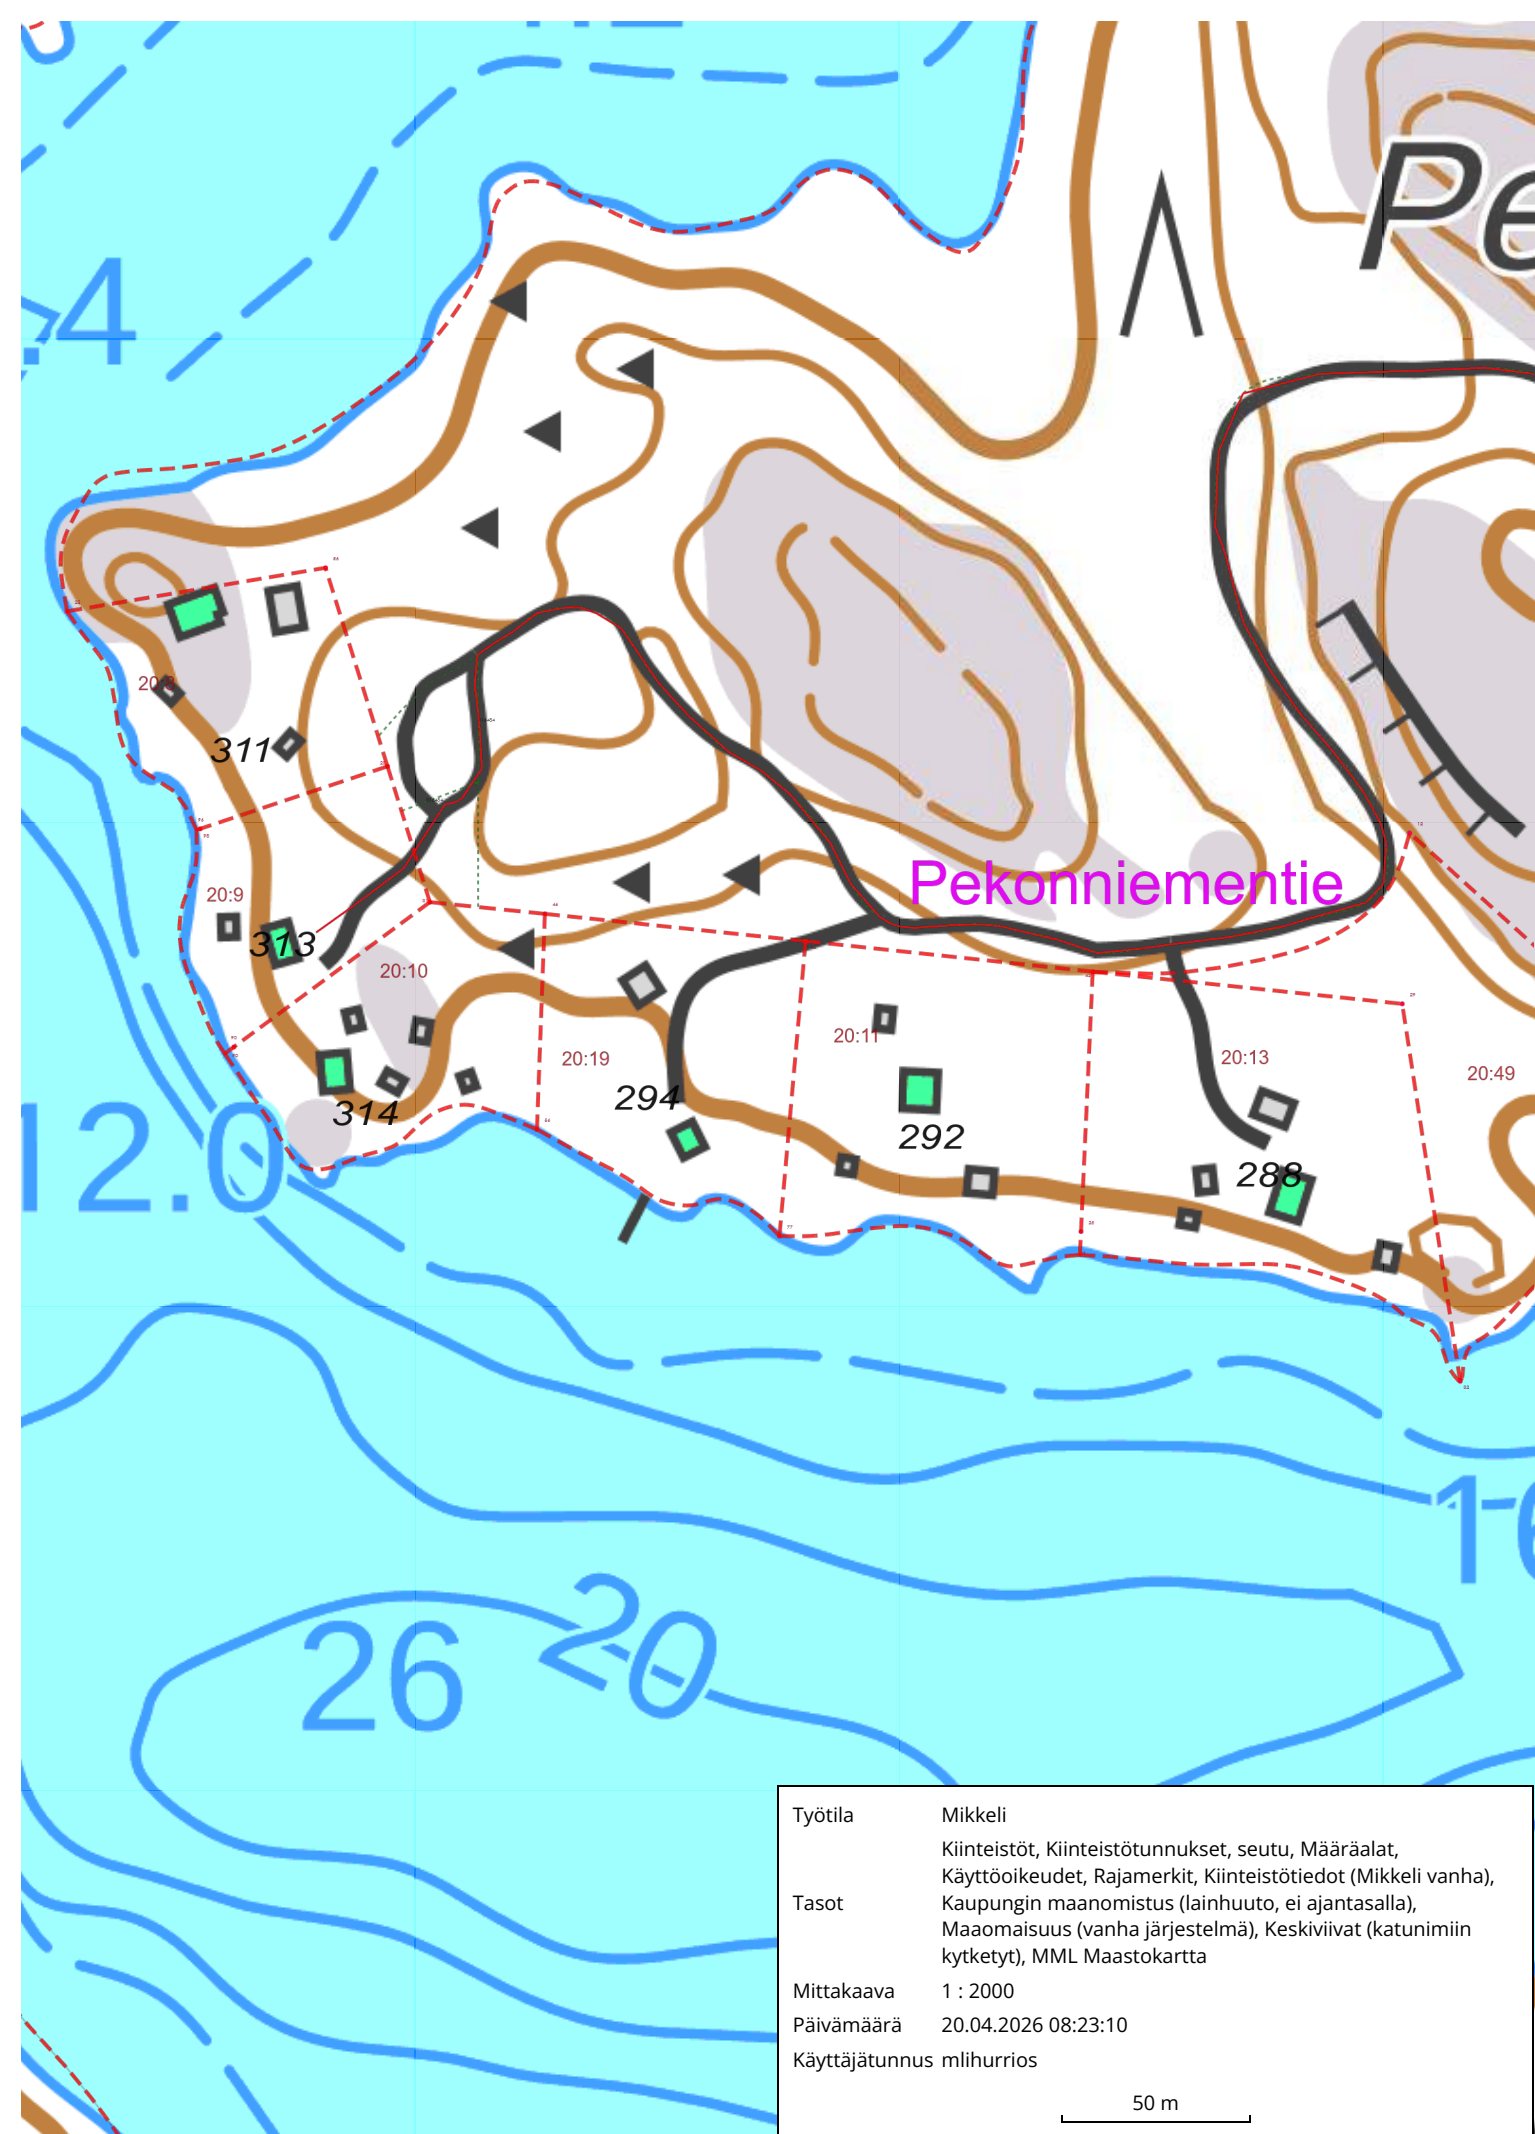 .4
Pe
20:8
311
Pekonniementie
20:9
313
20:10
20:11
20:19
20:13
20:49
294
314
292
288
12.0
16
20
26
Työtila Mikkeli
Tasot Kiinteistöt, Kiinteistötunnukset, seutu, Määräalat,
Käyttöoikeudet, Rajamerkit, Kiinteistötiedot (Mikkeli vanha),
Kaupungin maanomistus (lainhuuto, ei ajantasalla),
Maaomaisuus (vanha järjestelmä), Keskiviivat (katunimiin
kytketyt), MML Maastokartta
Mittakaava 1 : 2000
Päivämäärä 20.04.2026 08:23:10
Käyttäjätunnus mlihurrios
50 m